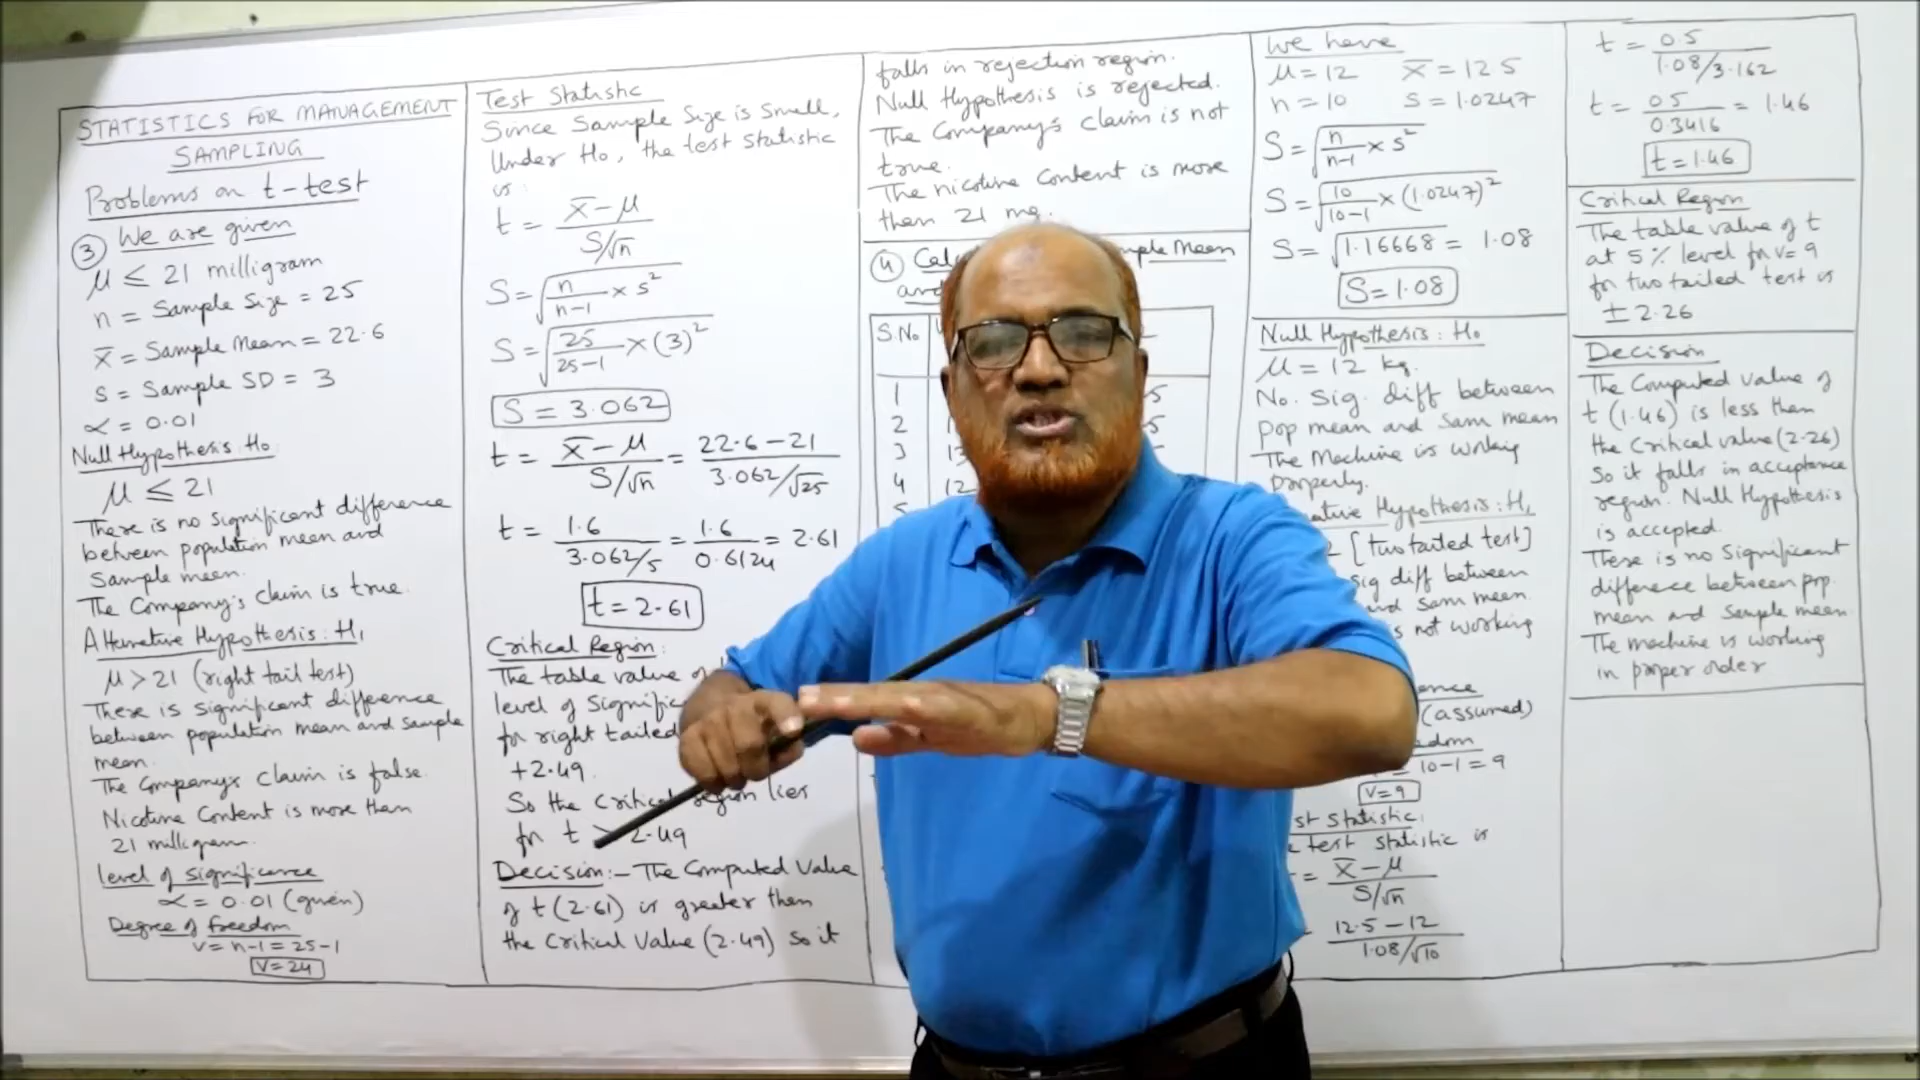 STATISTICS FOR MANAGEMENT
SAMPLING
Problems on t-test
③ We are given
μ ≤ 21 milligram
n = Sample Size = 25
x̄ = Sample Mean = 22.6
s = Sample SD = 3
α = 0.01
Null Hypothesis: H₀
μ ≤ 21
There is no significant difference
between population mean and
Sample mean.
The Company's claim is true.
Alternative Hypothesis: H₁
μ > 21 (right tail test)
There is significant difference
between population mean and sample
mean.
The Company's Claim is false.
Nicotine Content is more than
21 milligram.
level of significance
α = 0.01 (given)
Degree of freedom
v = n-1 = 25-1
v = 24
Test Statistic
Since Sample Size is Small,
Under H₀, the test statistic
is:
t = (x̄ - μ) / (S/√n)
S = √(n/(n-1) × s²)
S = √(25/(25-1) × (3)²)
S = 3.062
t = (x̄ - μ) / (S/√n) = (22.6 - 21) / (3.062/√25)
t = 1.6 / (3.062/5) = 1.6 / 0.6124 = 2.61
t = 2.61
Critical Region:
The table value of
level of
for right tailed
+2.49.
So the Critical region lies
for t > 2.49
Decision:- The Computed Value
of t (2.61) is greater than
the Critical Value (2.49) so it
falls in rejection region.
Null Hypothesis is rejected.
The Company's claim is not
true.
The nicotine Content is more
than 21 mg.
④ Mean
S.No
1
2
3 13
4 12
We have
μ = 12 x̄ = 12.5
n = 10 s = 1.0247
S = √(n/(n-1) × s²)
S = √(10/(10-1) × (1.0247)²)
S = √1.16668 = 1.08
S = 1.08
Null Hypothesis: H₀
μ = 12 kg.
No. Sig. diff between
pop mean and Sam mean
The Machine is working
properly.
Hypothesis: H₁
[two tailed test]
sig diff between
and Sam mean.
not working
(assumed)
10-1 = 9
v = 9
statistic
test statistic is
= (x̄ - μ) / (S/√n)
(12.5 - 12) / (1.08/√10)
t = 0.5 / (1.08/3.162)
t = 0.5 / 0.3416 = 1.46
t = 1.46
Critical Region
The table value of t
at 5% level for v = 9
for two tailed test is
± 2.26
Decision
The Computed value of
t (1.46) is less than
the Critical value (2.26)
So it falls in acceptance
region. Null Hypothesis
is accepted.
There is no significant
difference between pop.
mean and Sample mean.
The machine is working
in proper order